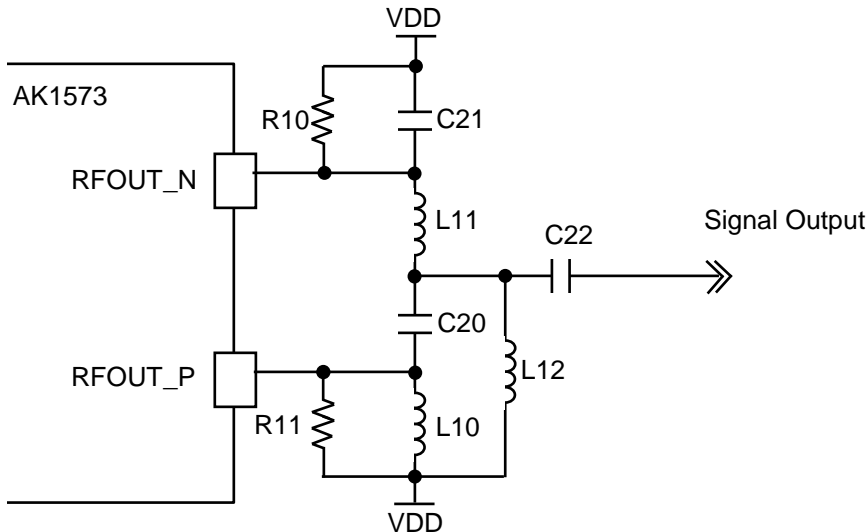 VDD
AK1573
R10
C21
RFOUT_N
L11
Signal Output
C22
C20
RFOUT_P
L12
R11
L10
VDD